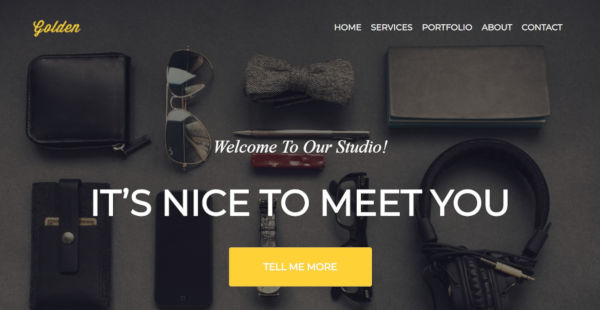 Golden
HOME SERVICES PORTFOLIO ABOUT CONTACT
Welcome To Our Studio!
IT'S NICE TO MEET YOU
TELL ME MORE